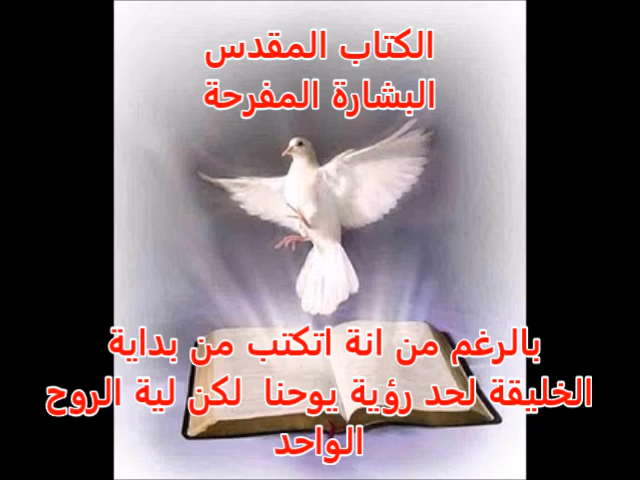 الكتاب المقدس
البشارة المفرحة
بالرغم من انة اتكتب من بداية
الخليقة لحد رؤية يوحنا لكن لية الروح
الواحد